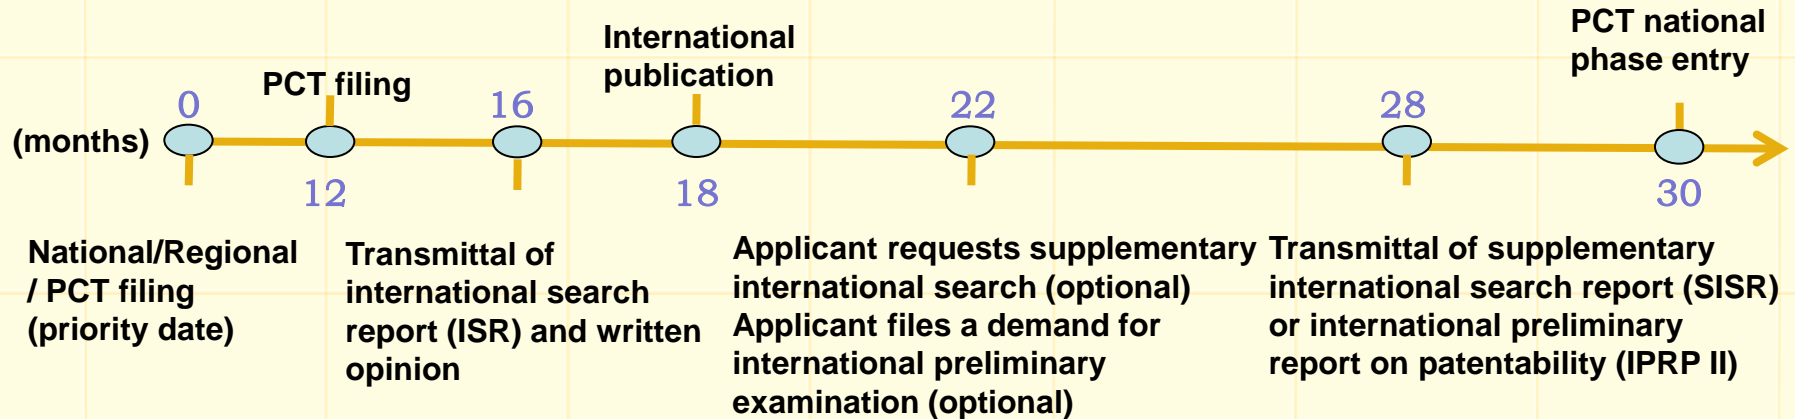 PCT national
phase entry
International
publication
PCT filing
0
16
22
28
(months)
12
18
30
National/Regional
/ PCT filing
(priority date)
Transmittal of
international search
report (ISR) and written
opinion
Applicant requests supplementary
international search (optional)
Applicant files a demand for
international preliminary
examination (optional)
Transmittal of supplementary
international search report (SISR)
or international preliminary
report on patentability (IPRP II)